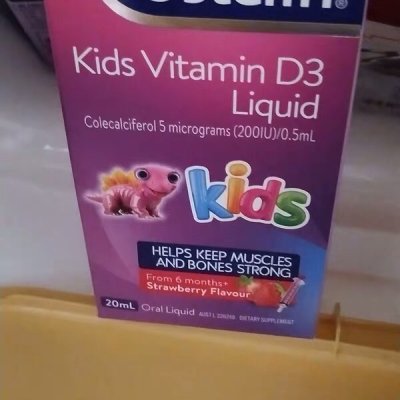 Kids Vitamin D3
Liquid
Colecalciferol 5 micrograms (200IU)/0.5mL
kids
HELPS KEEP MUSCLES
AND BONES STRONG
From 6 months+
Strawberry Flavour
20mL Oral Liquid AUST L DIETARY SUPPLEMENT